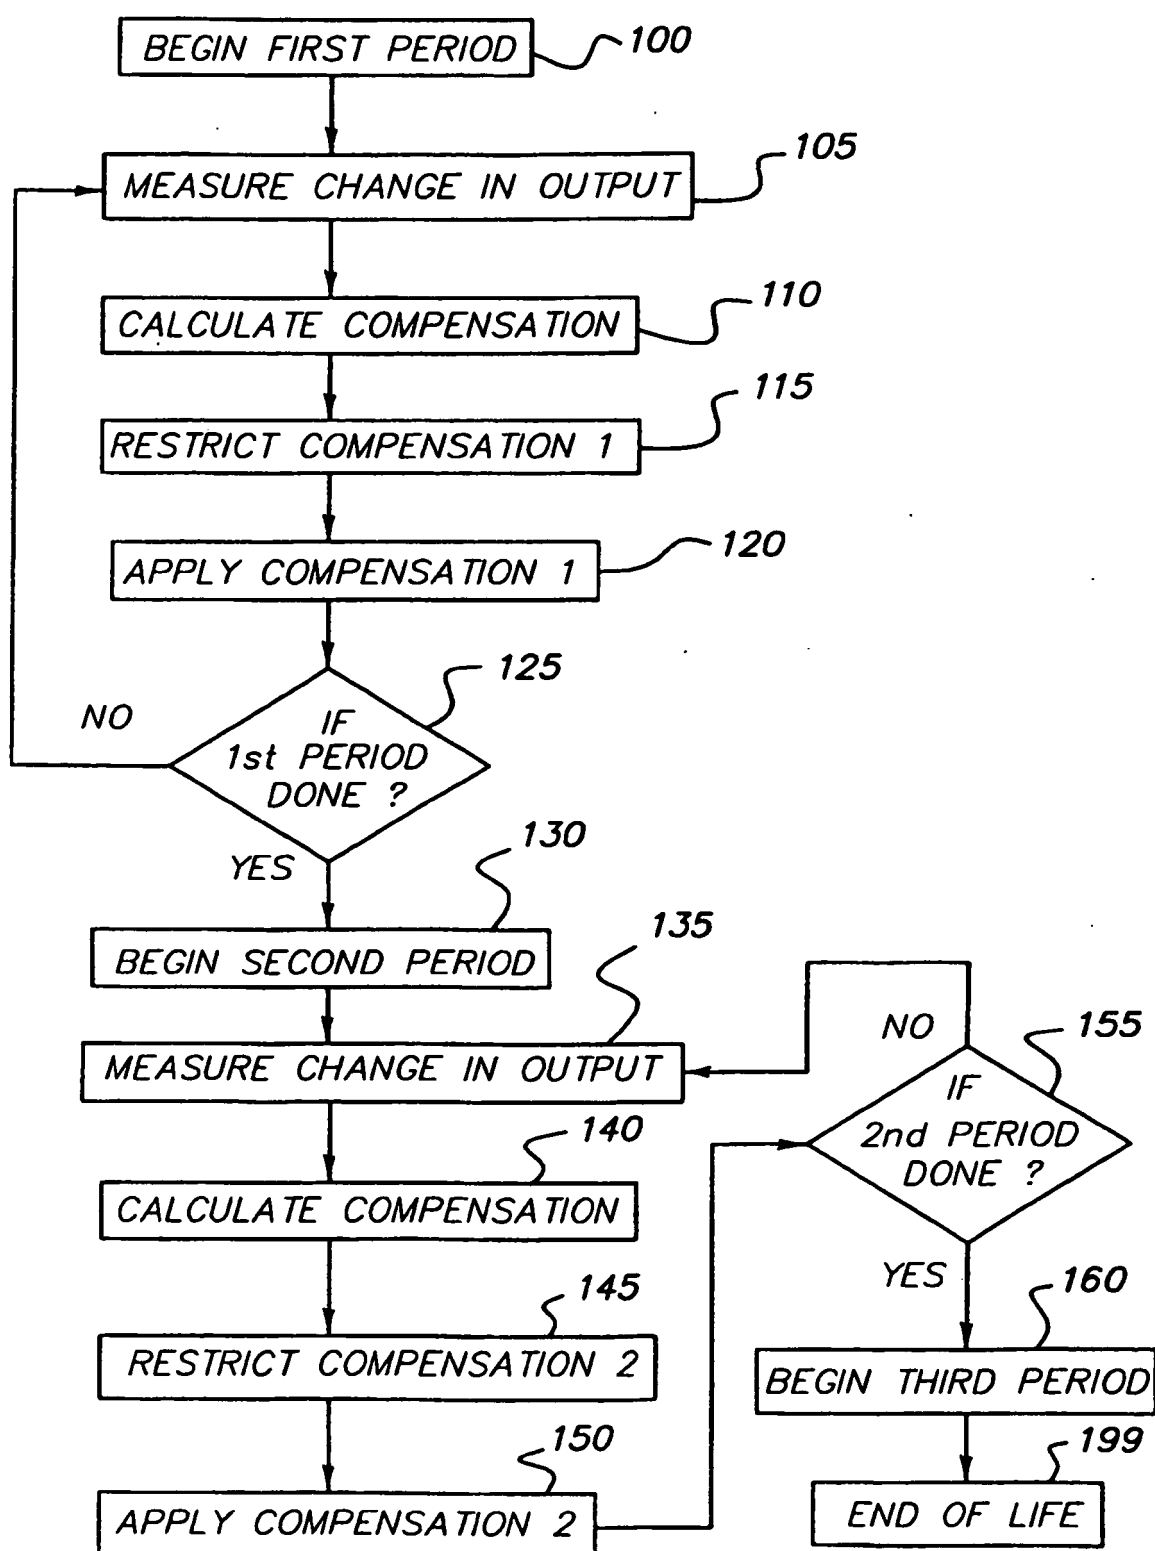 BEGIN FIRST PERIOD
100
MEASURE CHANGE IN OUTPUT
105
CALCULATE COMPENSATION
110
RESTRICT COMPENSATION 1
115
APPLY COMPENSATION 1
120
IF
1st PERIOD
DONE ?
125
NO
YES
BEGIN SECOND PERIOD
130
MEASURE CHANGE IN OUTPUT
135
CALCULATE COMPENSATION
140
RESTRICT COMPENSATION 2
145
APPLY COMPENSATION 2
150
IF
2nd PERIOD
DONE ?
155
NO
YES
BEGIN THIRD PERIOD
160
END OF LIFE
199